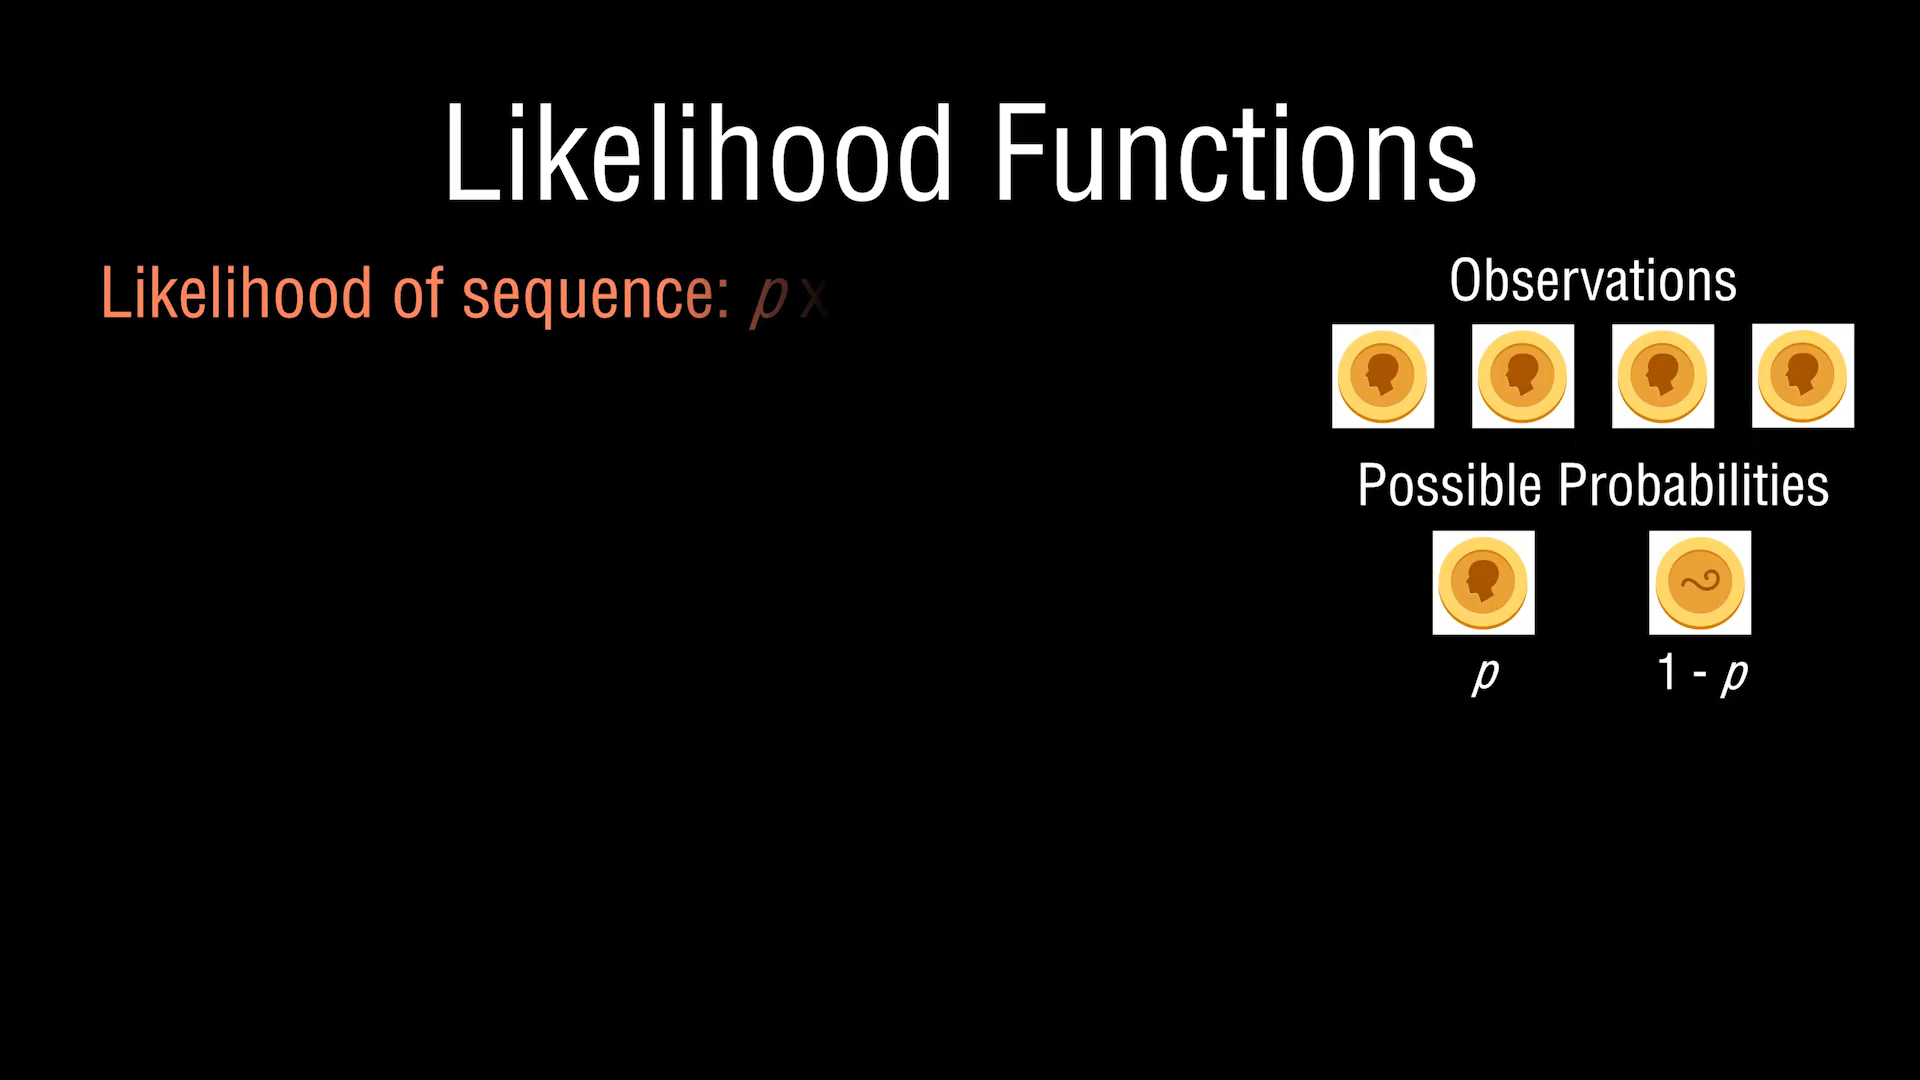 Likelihood Functions
Likelihood of sequence: p x
Observations
Possible Probabilities
p
1 - p